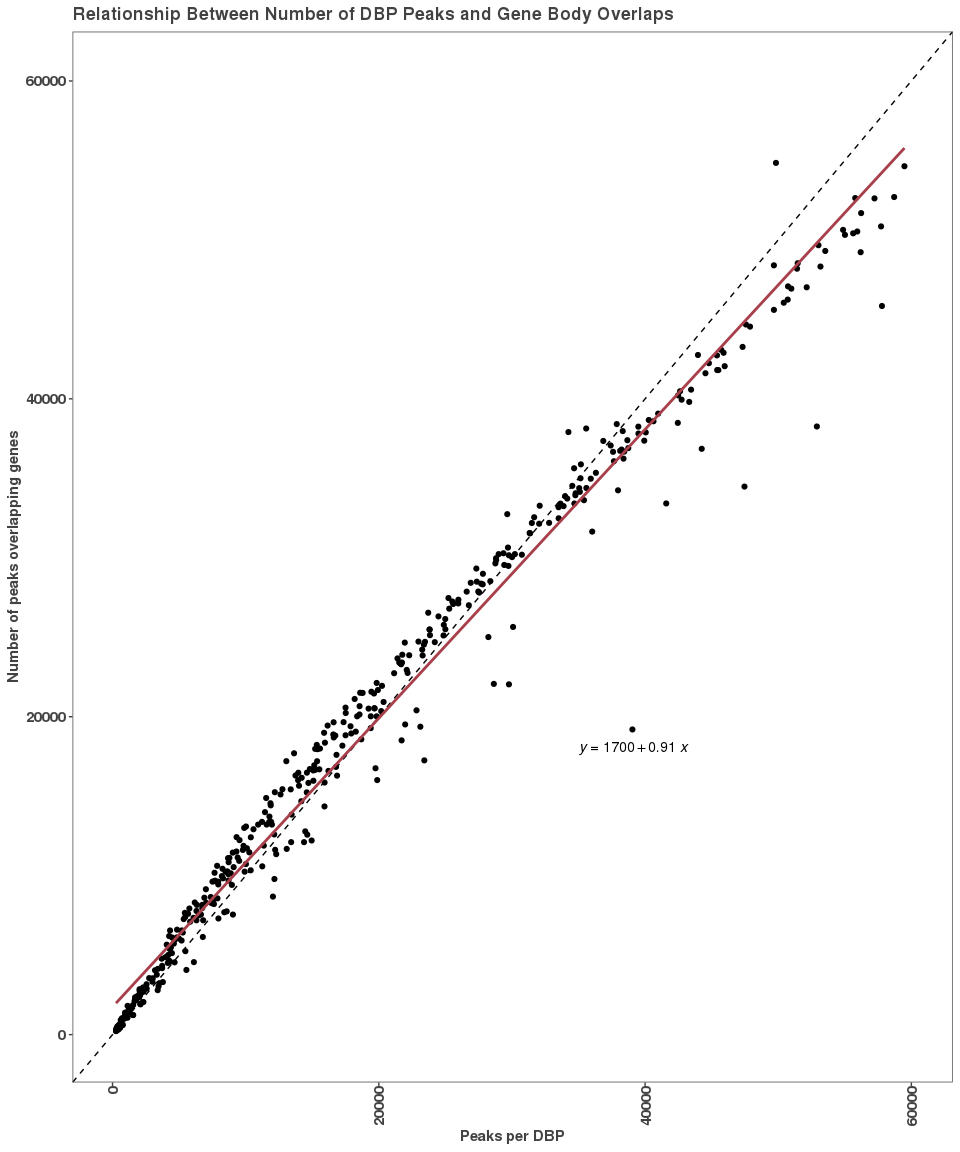 Relationship Between Number of DBP Peaks and Gene Body Overlaps
Number of peaks overlapping genes
60000
40000
20000
0
y = 1700+0.91 x
0
20000
40000
60000
Peaks per DBP